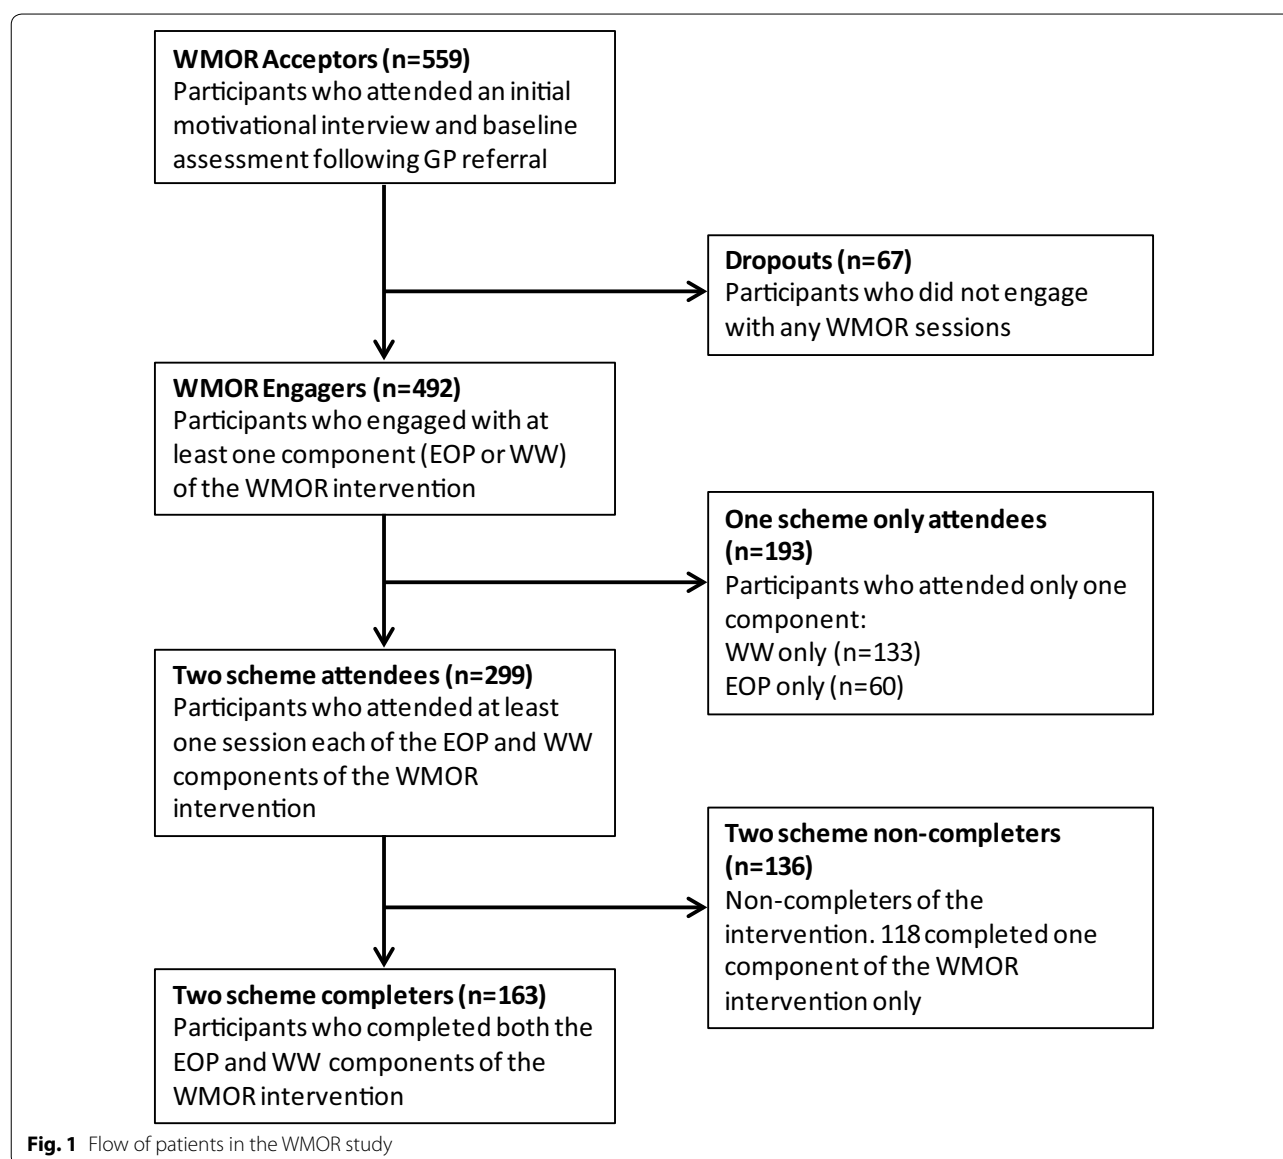 WMOR Acceptors (n=559)
Participants who attended an initial
motivational interview and baseline
assessment following GP referral
Dropouts (n=67)
Participants who did not engage
with any WMOR sessions
WMOR Engagers (n=492)
Participants who engaged with at
least one component (EOP or WW)
of the WMOR intervention
One scheme only attendees
(n=193)
Participants who attended only one
component:
WW only (n=133)
EOP only (n=60)
Two scheme attendees (n=299)
Participants who attended at least
one session each of the EOP and WW
components of the WMOR
intervention
Two scheme non-completers
(n=136)
Non-completers of the
intervention. 118 completed one
component of the WMOR
intervention only
Two scheme completers (n=163)
Participants who completed both the
EOP and WW components of the
WMOR intervention
Fig. 1 Flow of patients in the WMOR study